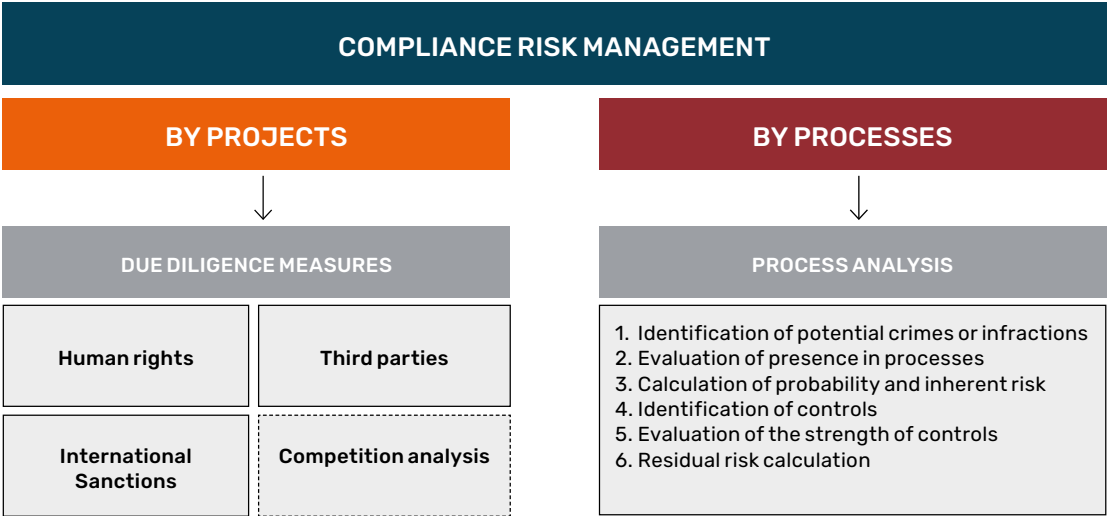 COMPLIANCE RISK MANAGEMENT
BY PROJECTS
DUE DILIGENCE MEASURES
Human rights
Third parties
International
Sanctions
Competition analysis
BY PROCESSES
PROCESS ANALYSIS
1. Identification of potential crimes or infractions
2. Evaluation of presence in processes
3. Calculation of probability and inherent risk
4. Identification of controls
5. Evaluation of the strength of controls
6. Residual risk calculation